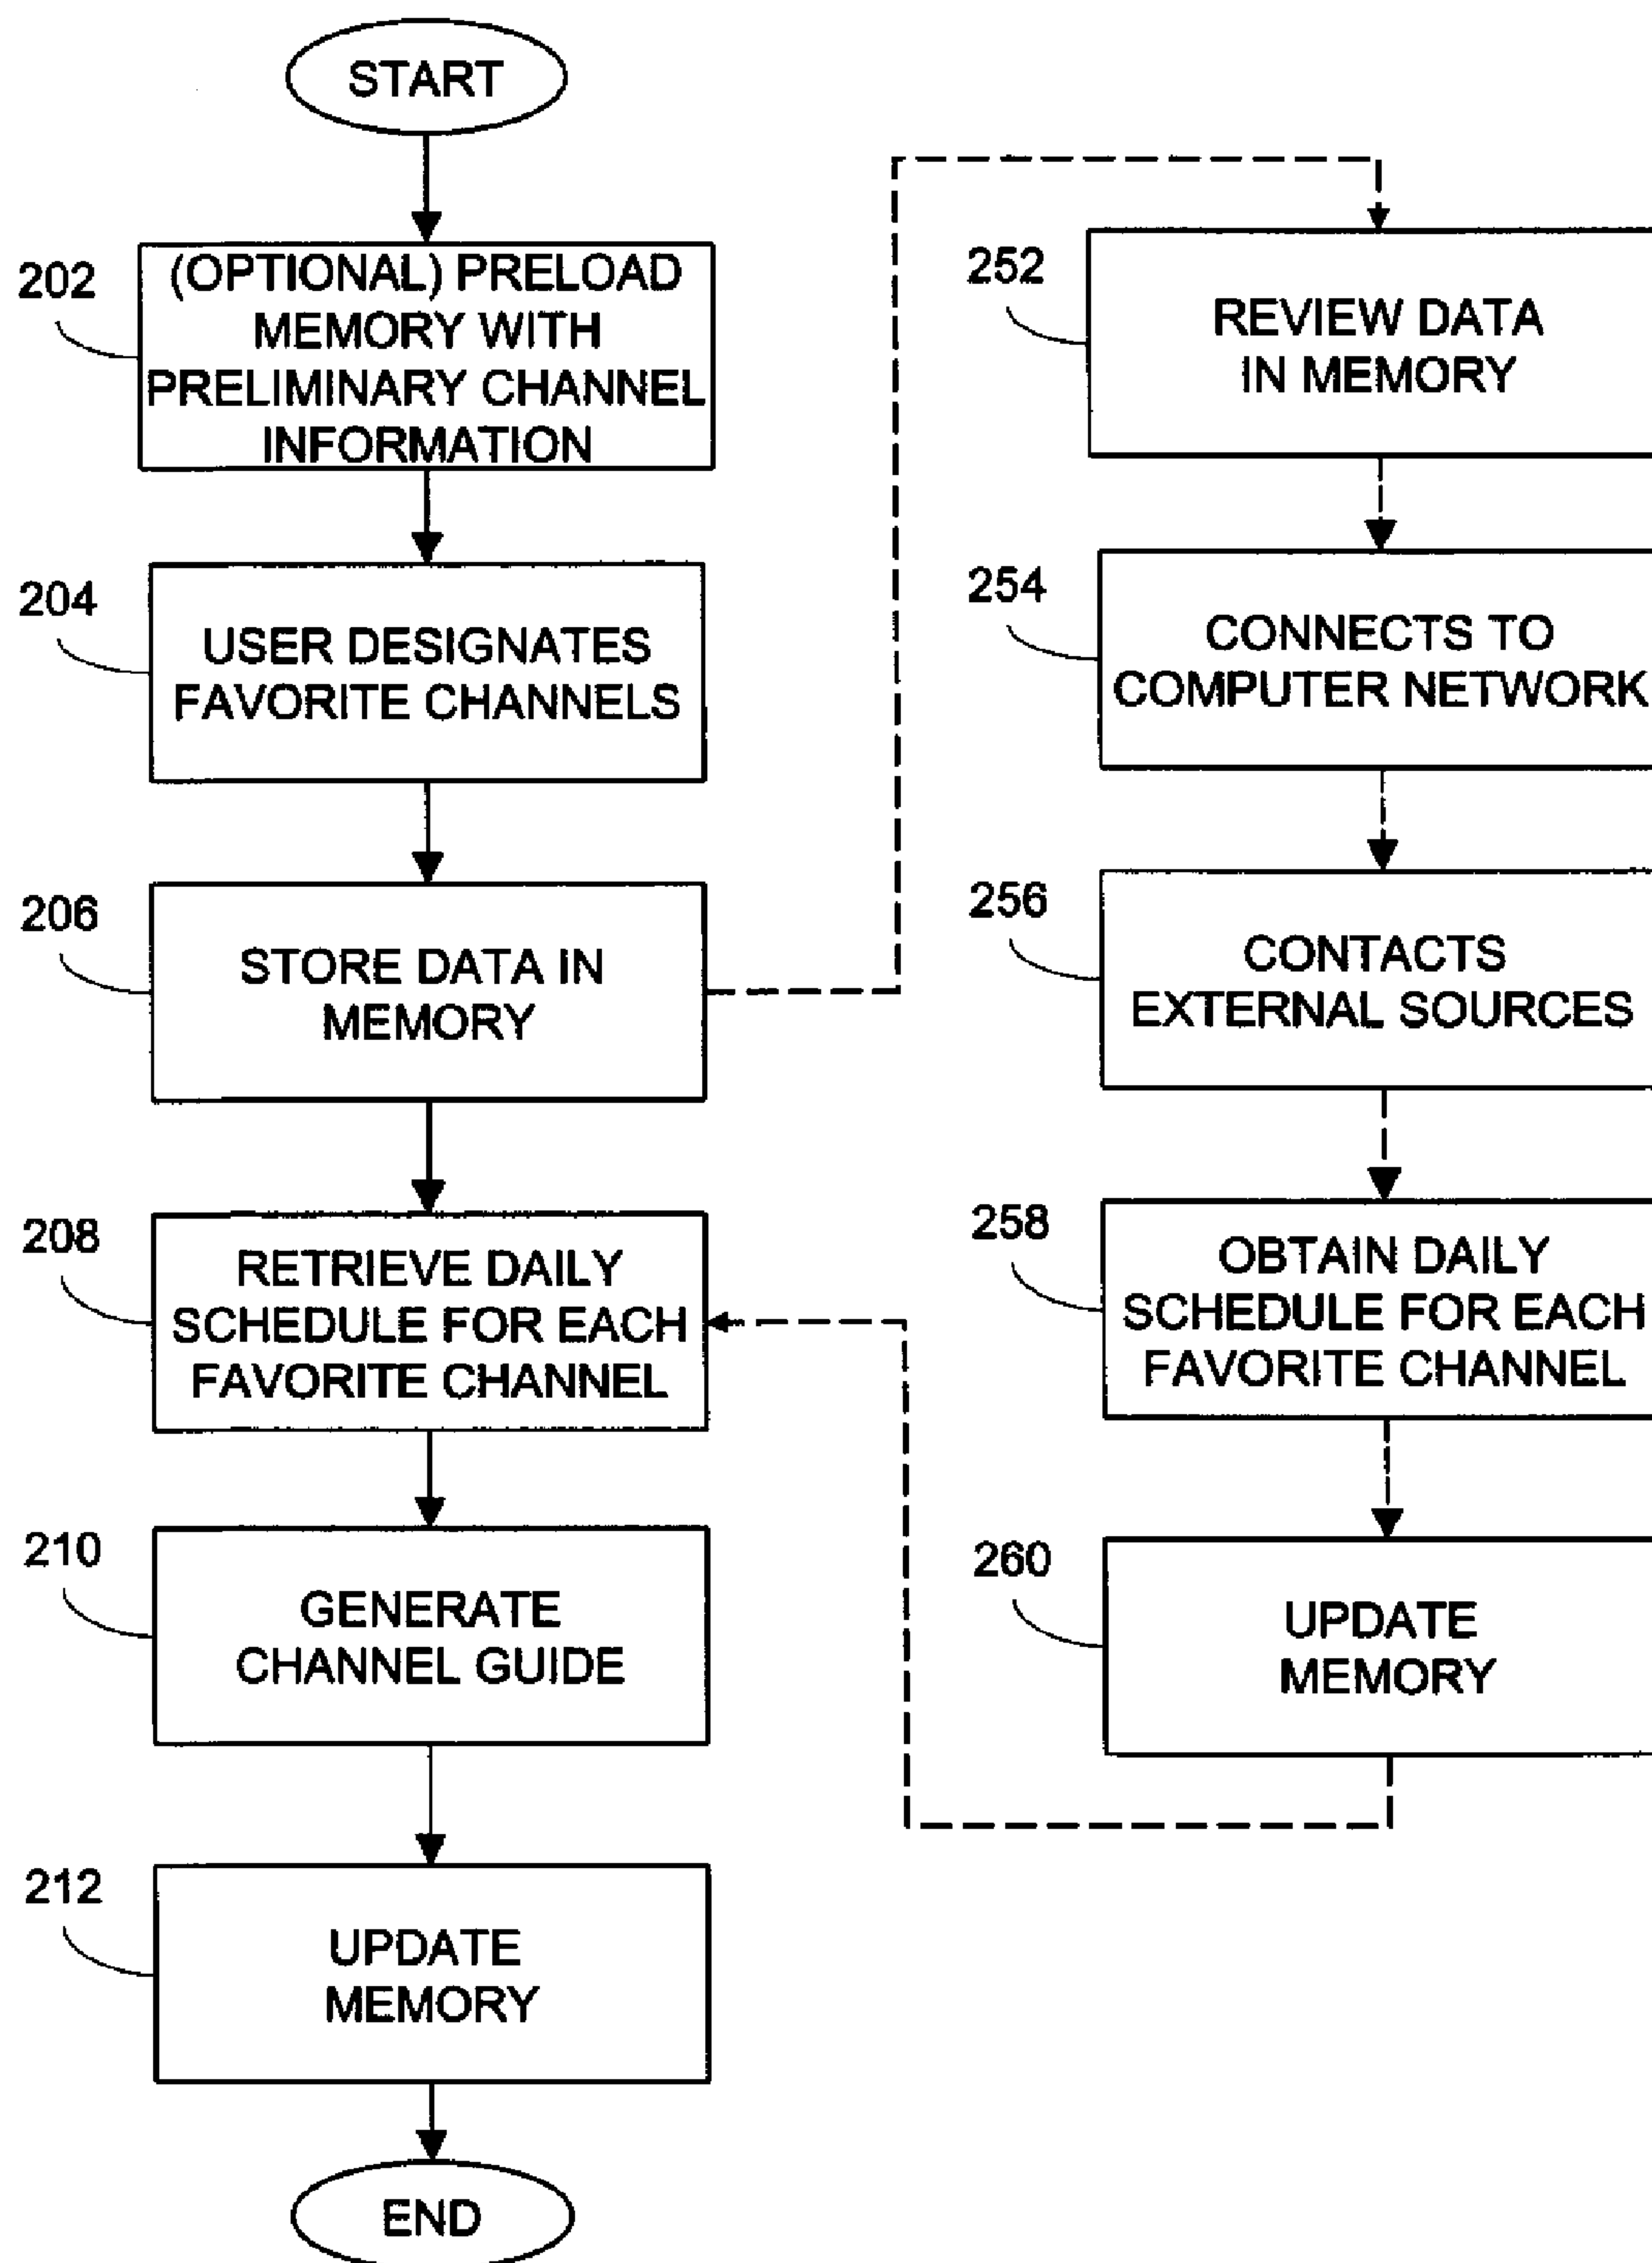 START
202
(OPTIONAL) PRELOAD
MEMORY WITH
PRELIMINARY CHANNEL
INFORMATION
204
USER DESIGNATES
FAVORITE CHANNELS
206
STORE DATA IN
MEMORY
208
RETRIEVE DAILY
SCHEDULE FOR EACH
FAVORITE CHANNEL
210
GENERATE
CHANNEL GUIDE
212
UPDATE
MEMORY
END
252
REVIEW DATA
IN MEMORY
254
CONNECTS TO
COMPUTER NETWORK
256
CONTACTS
EXTERNAL SOURCES
258
OBTAIN DAILY
SCHEDULE FOR EACH
FAVORITE CHANNEL
260
UPDATE
MEMORY